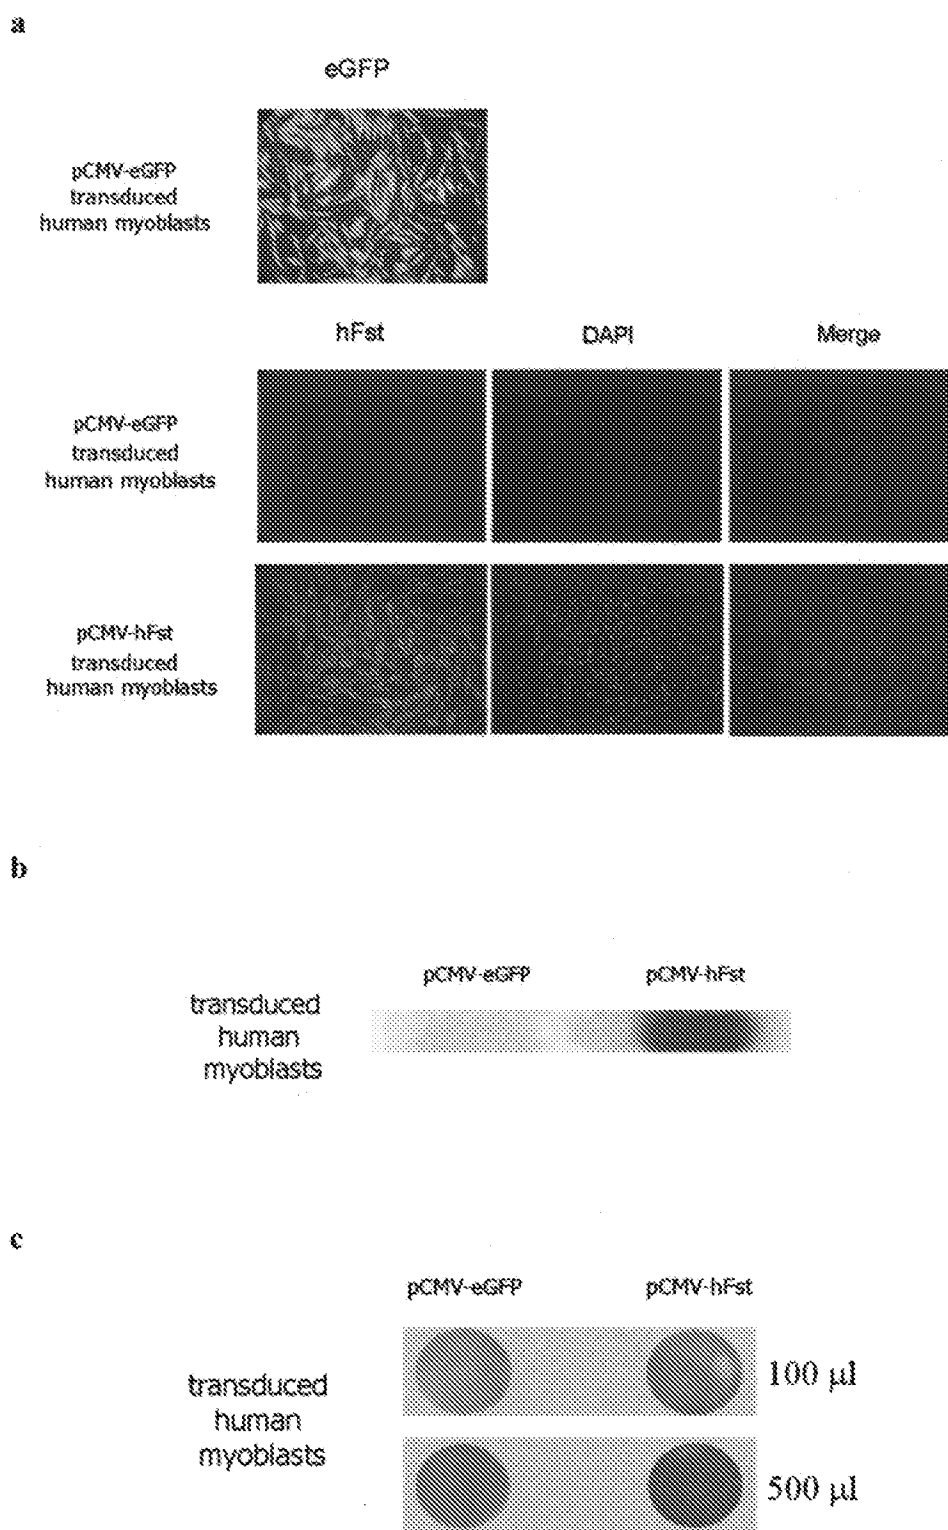 a
eGFP
pCMV-eGFP
transduced
human myoblasts
hFst DAPI Merge
pCMV-eGFP
transduced
human myoblasts
pCMV-hFst
transduced
human myoblasts
b
pCMV-eGFP pCMV-hFst
transduced
human
myoblasts
c
pCMV-eGFP pCMV-hFst
100 µl
transduced
human
myoblasts
500 µl